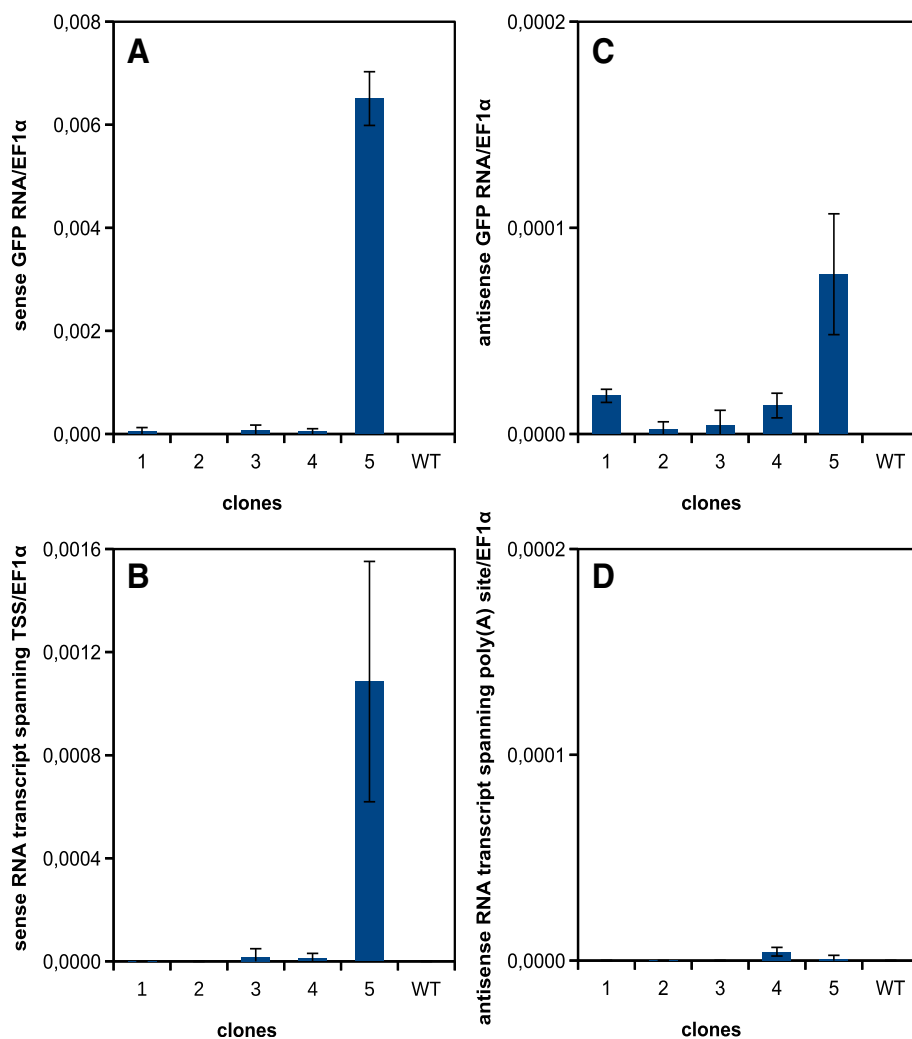 A
sense GFP RNA/EF1α
0,008
0,006
0,004
0,002
0,000
1 2 3 4 5 WT
clones
C
antisense GFP RNA/EF1α
0,0002
0,0001
0,0000
1 2 3 4 5 WT
clones
B
sense RNA transcript spanning TSS/EF1α
0,0016
0,0012
0,0008
0,0004
0,0000
1 2 3 4 5 WT
clones
D
antisense RNA transcript spanning poly(A) site/EF1α
0,0002
0,0001
0,0000
1 2 3 4 5 WT
clones